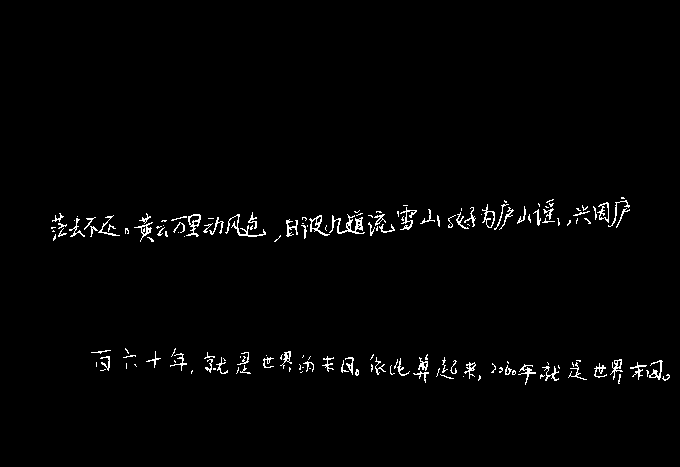 茫去不还。黄云万里动风色,白波九道流雪山。好为庐山谣,兴因庐
百六十年,就是世界的末日。依此算起来,2060年就是世界末日。